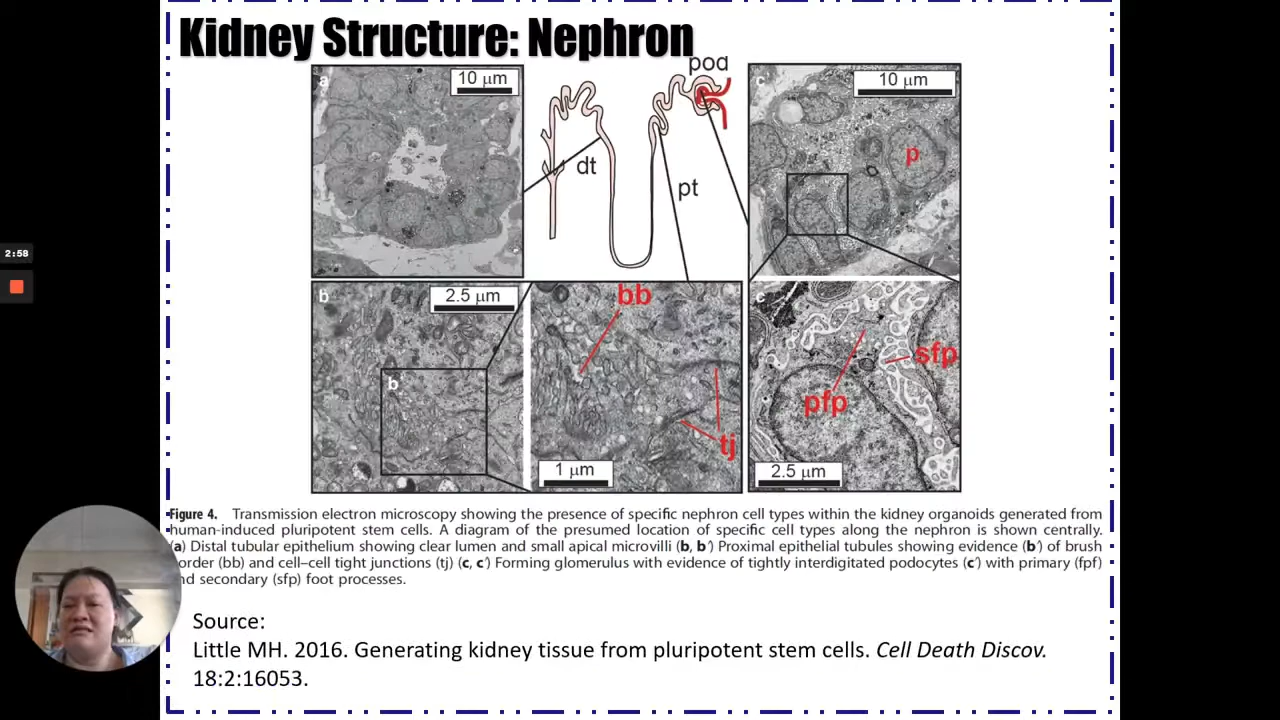 Kidney Structure: Nephron
a
10 μm
pod
dt
pt
c
10 μm
p
2:58
b
2.5 μm
b
bb
tj
1 μm
c′
sfp
pfp
2.5 μm
Figure 4. Transmission electron microscopy showing the presence of specific nephron cell types within the kidney organoids generated from
human-induced pluripotent stem cells. A diagram of the presumed location of specific cell types along the nephron is shown centrally.
(a) Distal tubular epithelium showing clear lumen and small apical microvilli (b, b′) Proximal epithelial tubules showing evidence (b′) of brush
order (bb) and cell–cell tight junctions (tj) (c, c′) Forming glomerulus with evidence of tightly interdigitated podocytes (c′) with primary (fpf)
nd secondary (sfp) foot processes.
Source:
Little MH. 2016. Generating kidney tissue from pluripotent stem cells. Cell Death Discov.
18:2:16053.